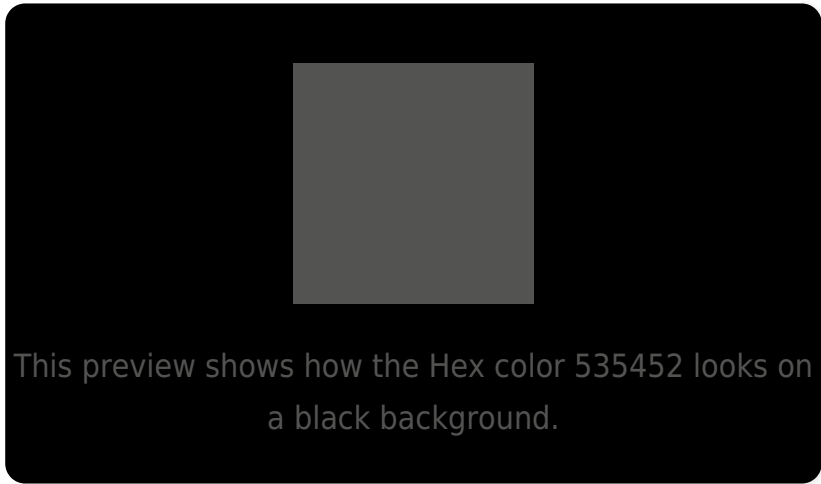 This preview shows how the Hex color 535452 looks on
a black background.